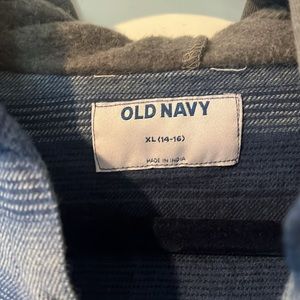 OLD NAVY
XL (14-16)
MADE IN INDIA